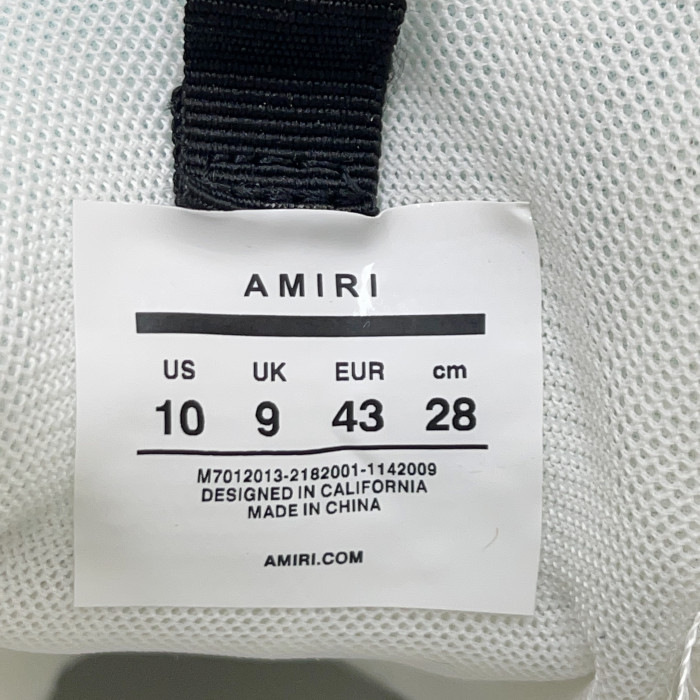 AMIRI
US UK EUR cm
10 9 43 28
M7012013-2182001-1142009
DESIGNED IN CALIFORNIA
MADE IN CHINA
AMIRI.COM